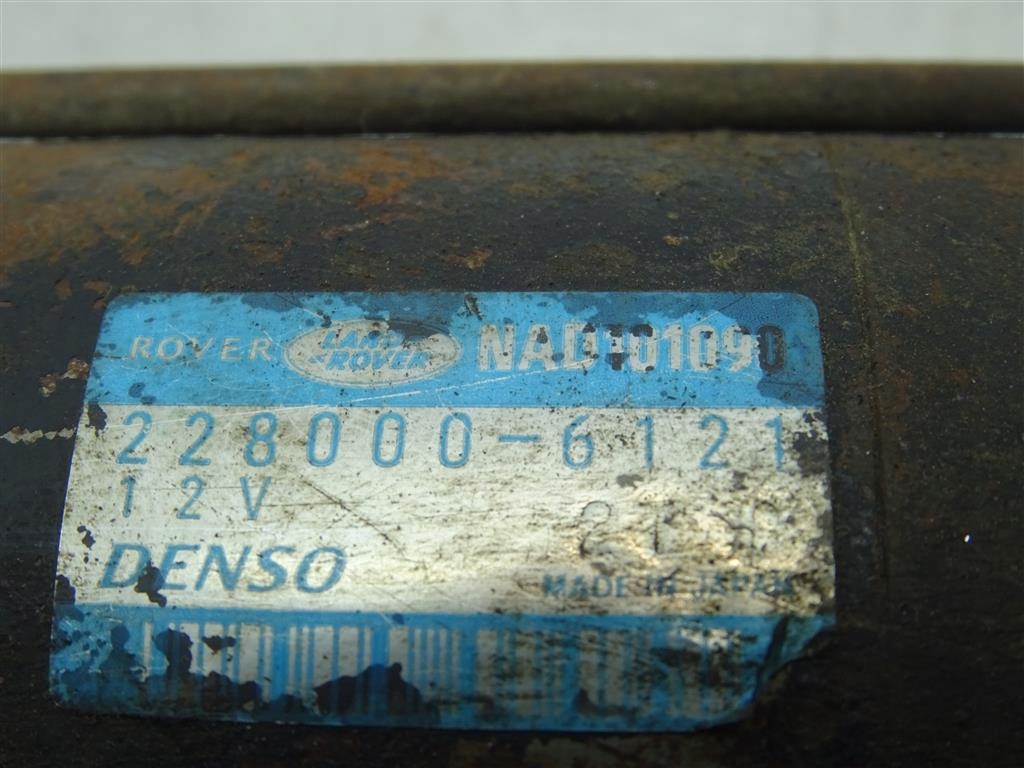 ROVER LAND ROVER NAD101090
228000-6121
12V
DENSO
MADE IN JAPAN